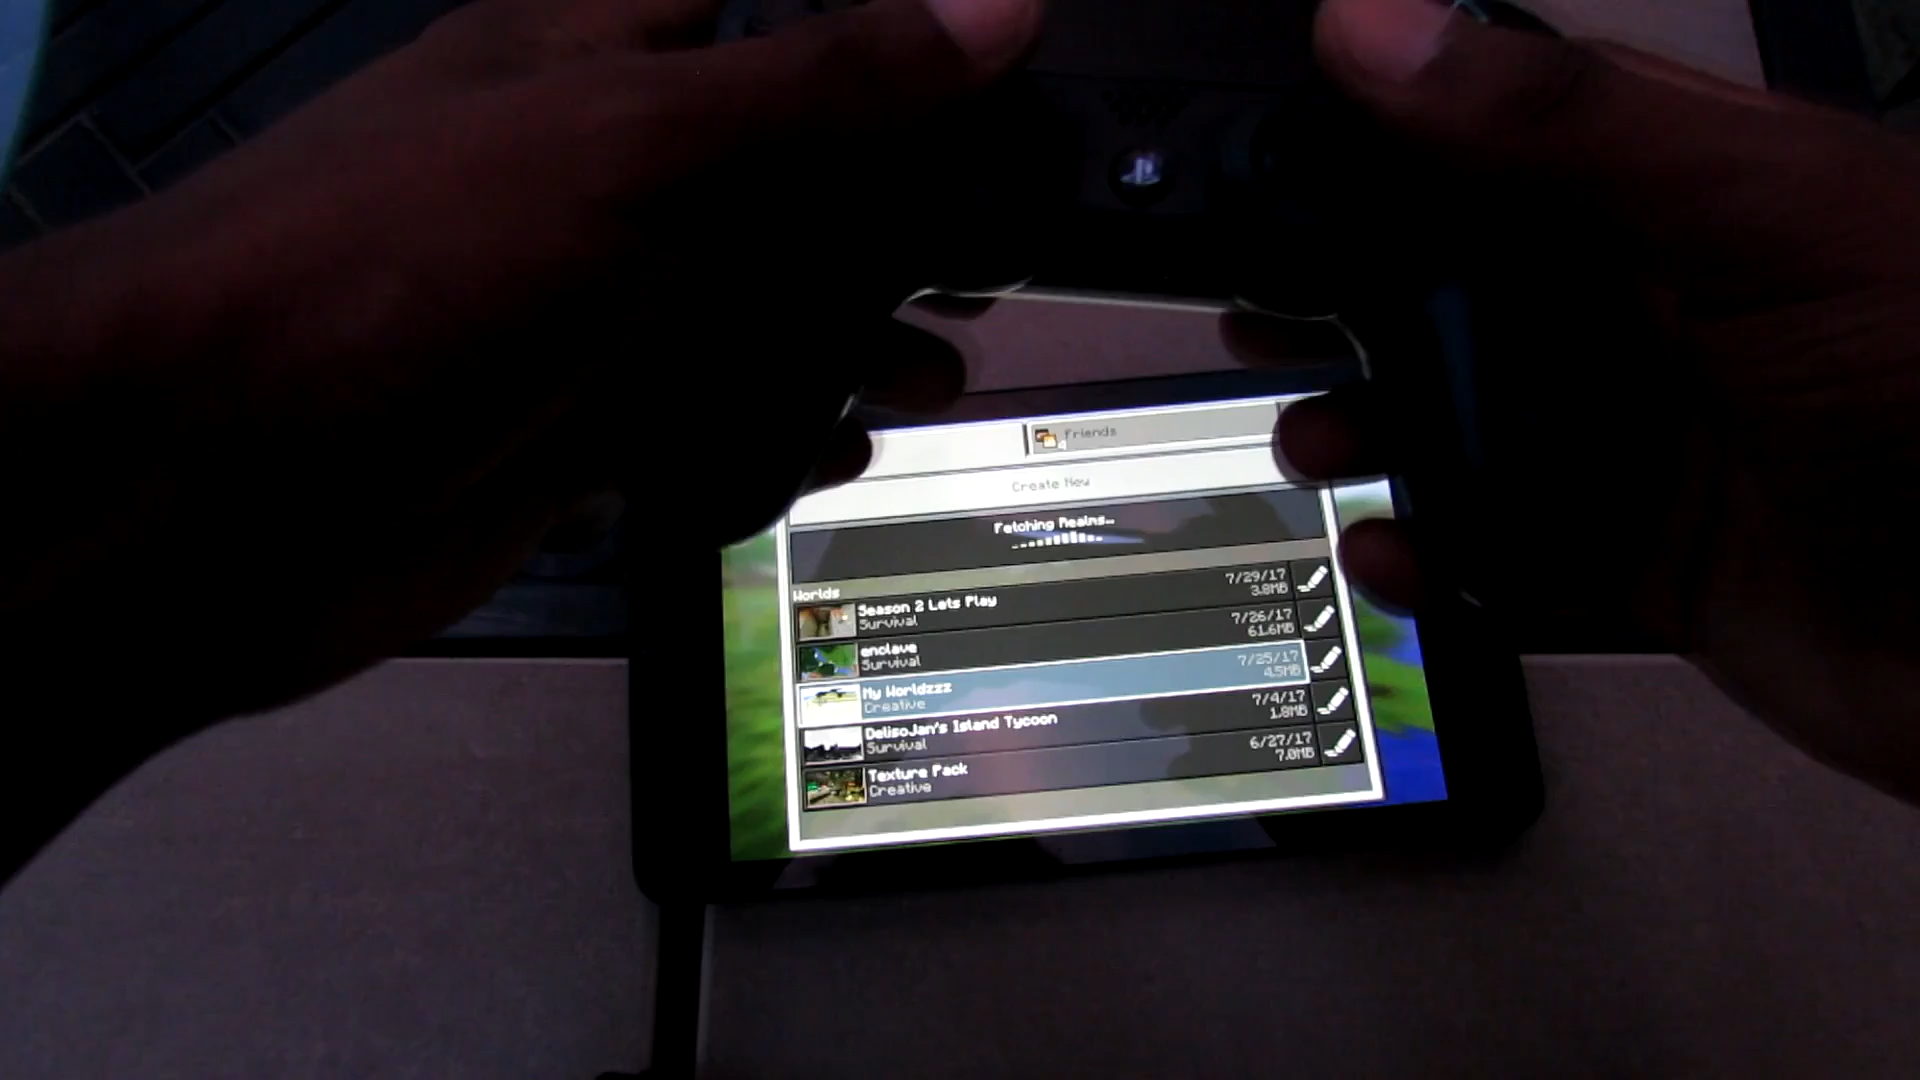 Friends
Create New
Fetching Realms...
Worlds
Season 2 Lets Play
Survival
7/29/17
3.8MB
enclave
Survival
7/26/17
61.6MB
My Worldzzz
Creative
7/25/17
4.5MB
DelisoJan's Island Tycoon
Survival
7/4/17
1.8MB
Texture Pack
Creative
6/27/17
7.0MB